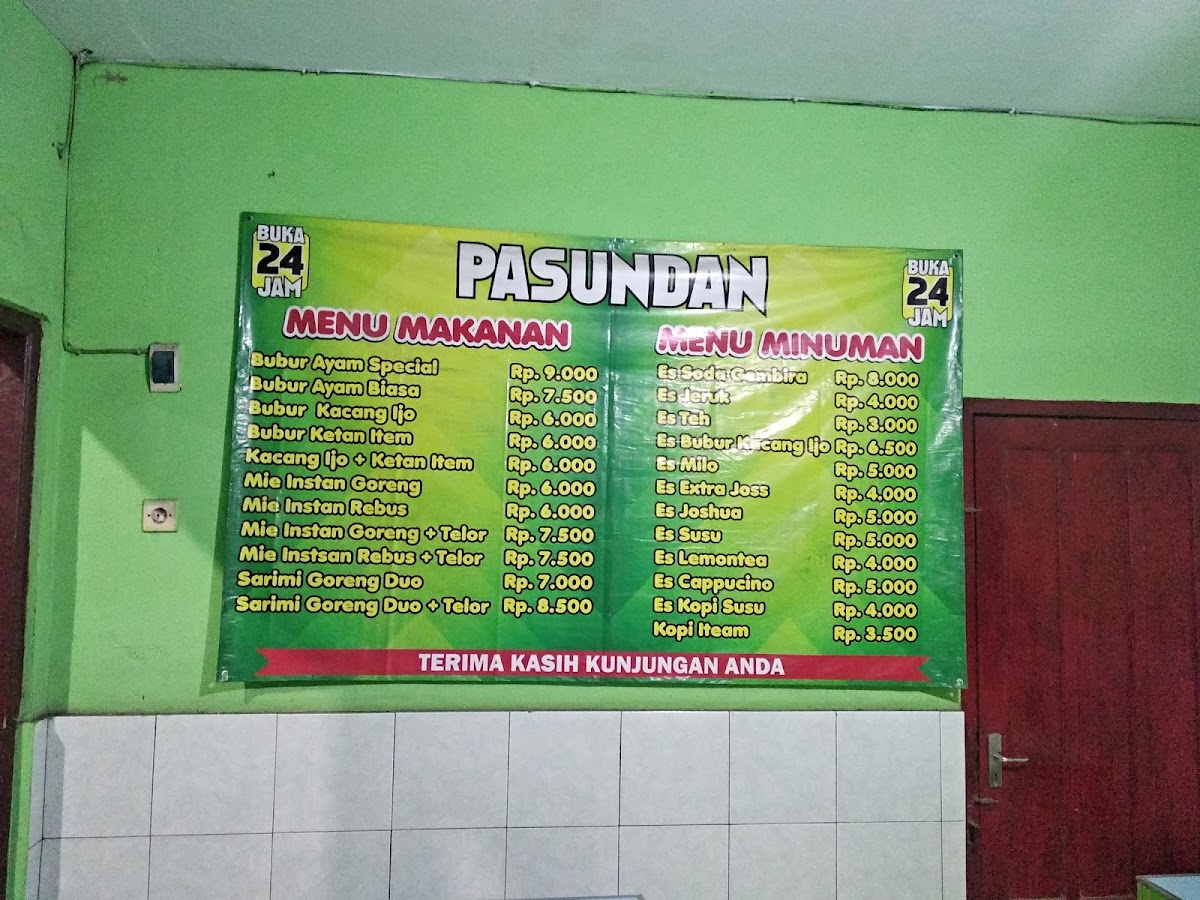 BUKA
24
JAM
PASUNDAN
BUKA
24
JAM
MENU MAKANAN
Bubur Ayam Special Rp. 9.000
Bubur Ayam Biasa Rp. 7.500
Bubur Kacang Ijo Rp. 6.000
Bubur Ketan Item Rp. 6.000
Kacang Ijo + Ketan Item Rp. 6.000
Mie Instan Goreng Rp. 6.000
Mie Instan Rebus Rp. 6.000
Mie Instan Goreng + Telor Rp. 7.500
Mie Instsan Rebus + Telor Rp. 7.500
Sarimi Goreng Duo Rp. 7.000
Sarimi Goreng Duo + Telor Rp. 8.500
MENU MINUMAN
Es Soda Gembira Rp. 8.000
Es Jeruk Rp. 4.000
Es Teh Rp. 3.000
Es Bubur Kacang Ijo Rp. 6.500
Es Milo Rp. 5.000
Es Extra Joss Rp. 4.000
Es Joshua Rp. 5.000
Es Susu Rp. 5.000
Es Lemontea Rp. 4.000
Es Cappucino Rp. 5.000
Es Kopi Susu Rp. 4.000
Kopi Iteam Rp. 3.500
TERIMA KASIH KUNJUNGAN ANDA